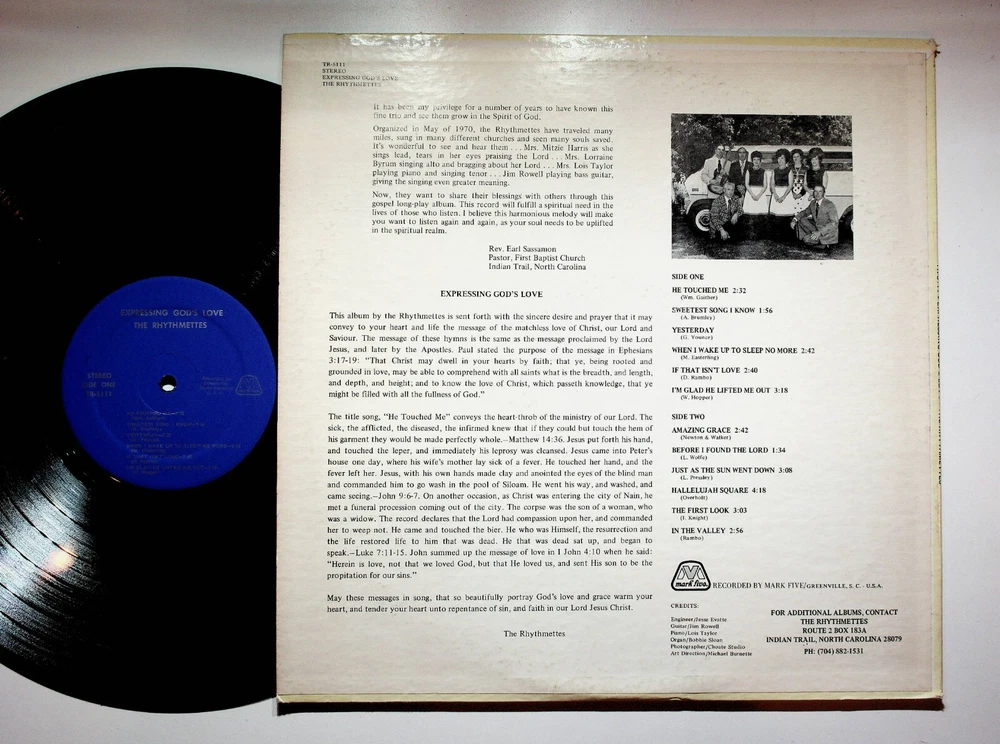 TR-5111
STEREO
EXPRESSING GOD'S LOVE
THE RHYTHMETTES
It has been my privilege for a number of years to have known this
fine trio and see them grow in the Spirit of God.
Organized in May of 1970, the Rhythmettes have traveled many
miles, sung in many different churches and seen many souls saved.
It's wonderful to see and hear them . . . Mrs. Mitzie Harris as she
sings lead, tears in her eyes praising the Lord . . . Mrs. Lorraine
Byrum singing alto and bragging about her Lord . . . Mrs. Lois Taylor
playing piano and singing tenor . . . Jim Rowell playing bass guitar,
giving the singing even greater meaning.
Now, they want to share their blessings with others through this
gospel long-play album. This record will fulfill a spiritual need in the
lives of those who listen. I believe this harmonious melody will make
you want to listen again and again, as your soul needs to be uplifted
in the spiritual realm.
Rev. Earl Sassamon
Pastor, First Baptist Church
Indian Trail, North Carolina
EXPRESSING GOD'S LOVE
This album by the Rhythmettes is sent forth with the sincere desire and prayer that it may
convey to your heart and life the message of the matchless love of Christ, our Lord and
Saviour. The message of these hymns is the same as the message proclaimed by the Lord
Jesus, and later by the Apostles. Paul stated the purpose of the message in Ephesians
3:17-19: "That Christ may dwell in your hearts by faith; that ye, being rooted and
grounded in love, may be able to comprehend with all saints what is the breadth, and length,
and depth, and height; and to know the love of Christ, which passeth knowledge, that ye
might be filled with all the fullness of God."
The title song, "He Touched Me" conveys the heart-throb of the ministry of our Lord. The
sick, the afflicted, the diseased, the infirmed knew that if they could but touch the hem of
his garment they would be made perfectly whole.—Matthew 14:36. Jesus put forth his hand,
and touched the leper, and immediately his leprosy was cleansed. Jesus came into Peter's
house one day, where his wife's mother lay sick of a fever. He touched her hand, and the
fever left her. Jesus, with his own hands made clay and anointed the eyes of the blind man
and commanded him to go wash in the pool of Siloam. He went his way, and washed, and
came seeing.—John 9:6-7. On another occasion, as Christ was entering the city of Nain, he
met a funeral procession coming out of the city. The corpse was the son of a woman, who
was a widow. The record declares that the Lord had compassion upon her, and commanded
her to weep not. He came and touched the bier. He who was Himself, the resurrection and
the life restored life to him that was dead. He that was dead sat up, and began to
speak.—Luke 7:11-15. John summed up the message of love in I John 4:10 when he said:
"Herein is love, not that we loved God, but that He loved us, and sent His son to be the
propitation for our sins."
May these messages in song, that so beautifully portray God's love and grace warm your
heart, and tender your heart unto repentance of sin, and faith in our Lord Jesus Christ.
The Rhythmettes
SIDE ONE
HE TOUCHED ME 2:32
(Wm. Gaither)
SWEETEST SONG I KNOW 1:56
(A. Brumley)
YESTERDAY
(G. Younce)
WHEN I WAKE UP TO SLEEP NO MORE 2:42
(M. Easterling)
IF THAT ISN'T LOVE 2:40
(D. Rambo)
I'M GLAD HE LIFTED ME OUT 3:18
(W. Hopper)
SIDE TWO
AMAZING GRACE 2:42
(Newton & Walker)
BEFORE I FOUND THE LORD 1:34
(L. Wolfe)
JUST AS THE SUN WENT DOWN 3:08
(L. Presley)
HALLELUJAH SQUARE 4:18
(Overholt)
THE FIRST LOOK 3:03
(I. Knight)
IN THE VALLEY 2:56
(Rambo)
mark five
RECORDED BY MARK FIVE/GREENVILLE, S. C. - U.S.A.
CREDITS:
Engineer/Jesse Evatte
Guitar/Jim Rowell
Piano/Lois Taylor
Organ/Bobbie Sloan
Photographer/Choate Studio
Art Direction/Michael Burnette
FOR ADDITIONAL ALBUMS, CONTACT
THE RHYTHMETTES
ROUTE 2 BOX 183A
INDIAN TRAIL, NORTH CAROLINA 28079
PH: (704) 882-1531
EXPRESSING GOD'S LOVE
THE RHYTHMETTES
STEREO
SIDE ONE
TR-5111